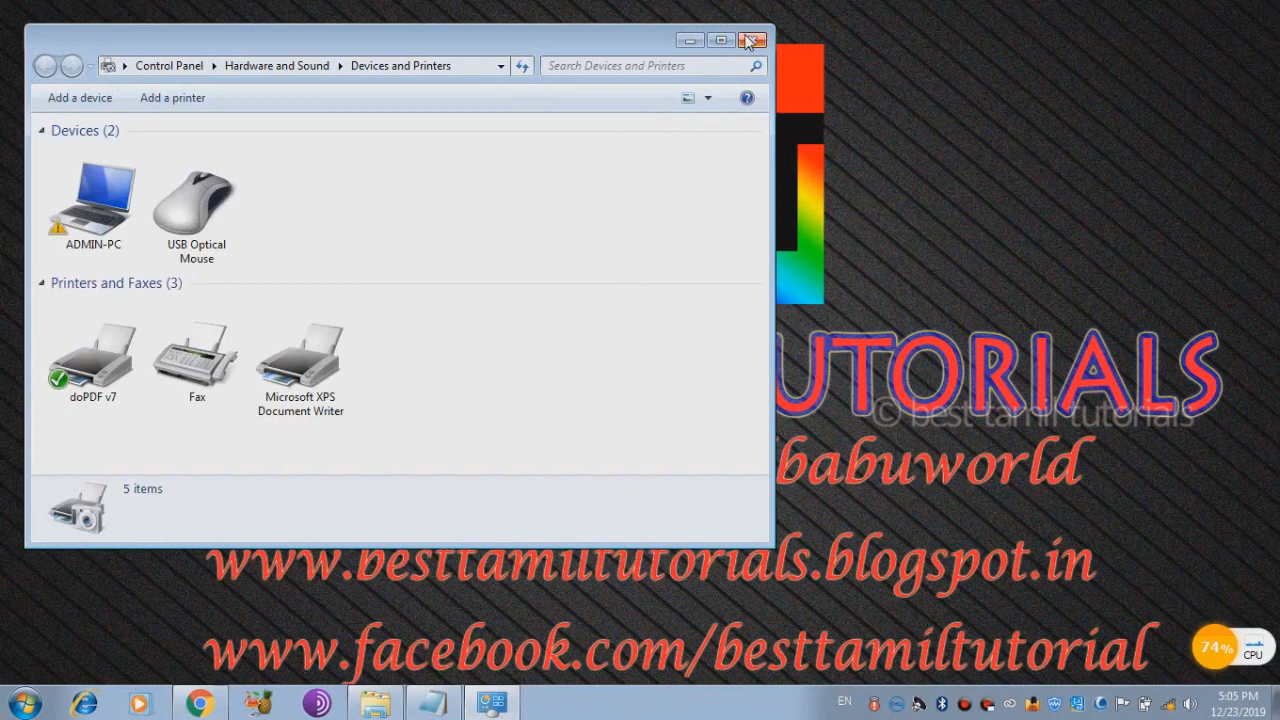 Control Panel Hardware and Sound Devices and Printers Search Devices and Printers
Add a device Add a printer
Devices (2)
ADMIN-PC
USB Optical
Mouse
Printers and Faxes (3)
doPDF v7
Fax
Microsoft XPS
Document Writer
5 items
UTORIALS
© best tamil tutorials
babuworld
www.besttamiltutorials.blogspot.in
www.facebook.com/besttamiltutorial
74%
CPU
EN
5:05 PM
12/23/2019